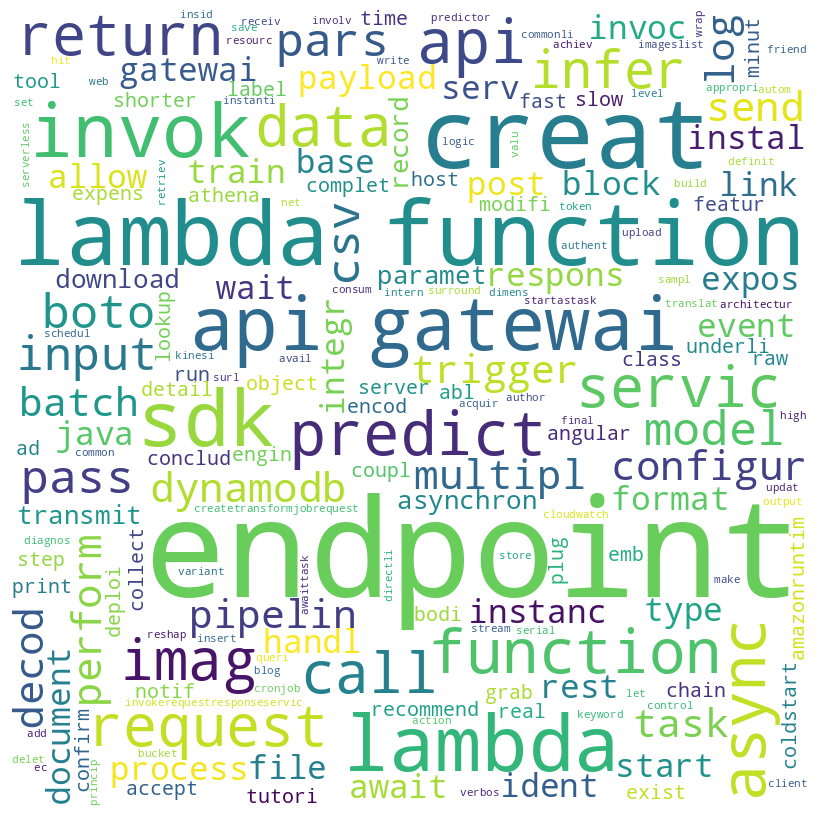 insid
save
receiv
involv
time
predictor
commonli
invoc
log
minut
insid
return
pars
api
achiev
imageslist
wrap
friend
resourc
write
hit
web
gatewai
payload
serv
infer
fast
slow
level
appropri
autom
tool
label
shorter
instanti
record
send
set
invok
data
creat
logic
valu
instal
serverless
allow
train
base
complet
host
post
block
link
definit
expens
athena
retriev
modifi
token
build
featur
net
lambda function
csv
authent
upload
download
wait
consum
paramet
respons
intern
surround
dimens
sampl
expos
startastask
translat
architectur
boto
lookup
api gatewai
event
schedul
integr
underli
input
kinesi
avail
trigger
class
raw
run
surl
detail
object
server
abl
servic
batch
encod
acquir
author
final
high
java
sdk
predict
angular
model
ad
common
conclud
engin
coupl
multipl
configur
pass
dynamodb
asynchron
format
updat
output
transmit
createtransformjobrequest
cloudwatch
diagnos
endpoint
step
print
collect
deploi
perform
variant
store
awaittask
directli
plug
emb
make
amazonruntim
decod
pipelin
bodi
instanc
type
reshap
insert
handl
stream
serial
function
let
async
document
imag
queri
blog
call
rest
chain
control
notif
cronjob
grab
recommend
real
keyword
coldstart
add
confirm
invokerequestresponseservic
action
request
lambda
task
delet
ec
bucket
princip
process
file
await
ident
start
client
accept
tutori
verbos
exist